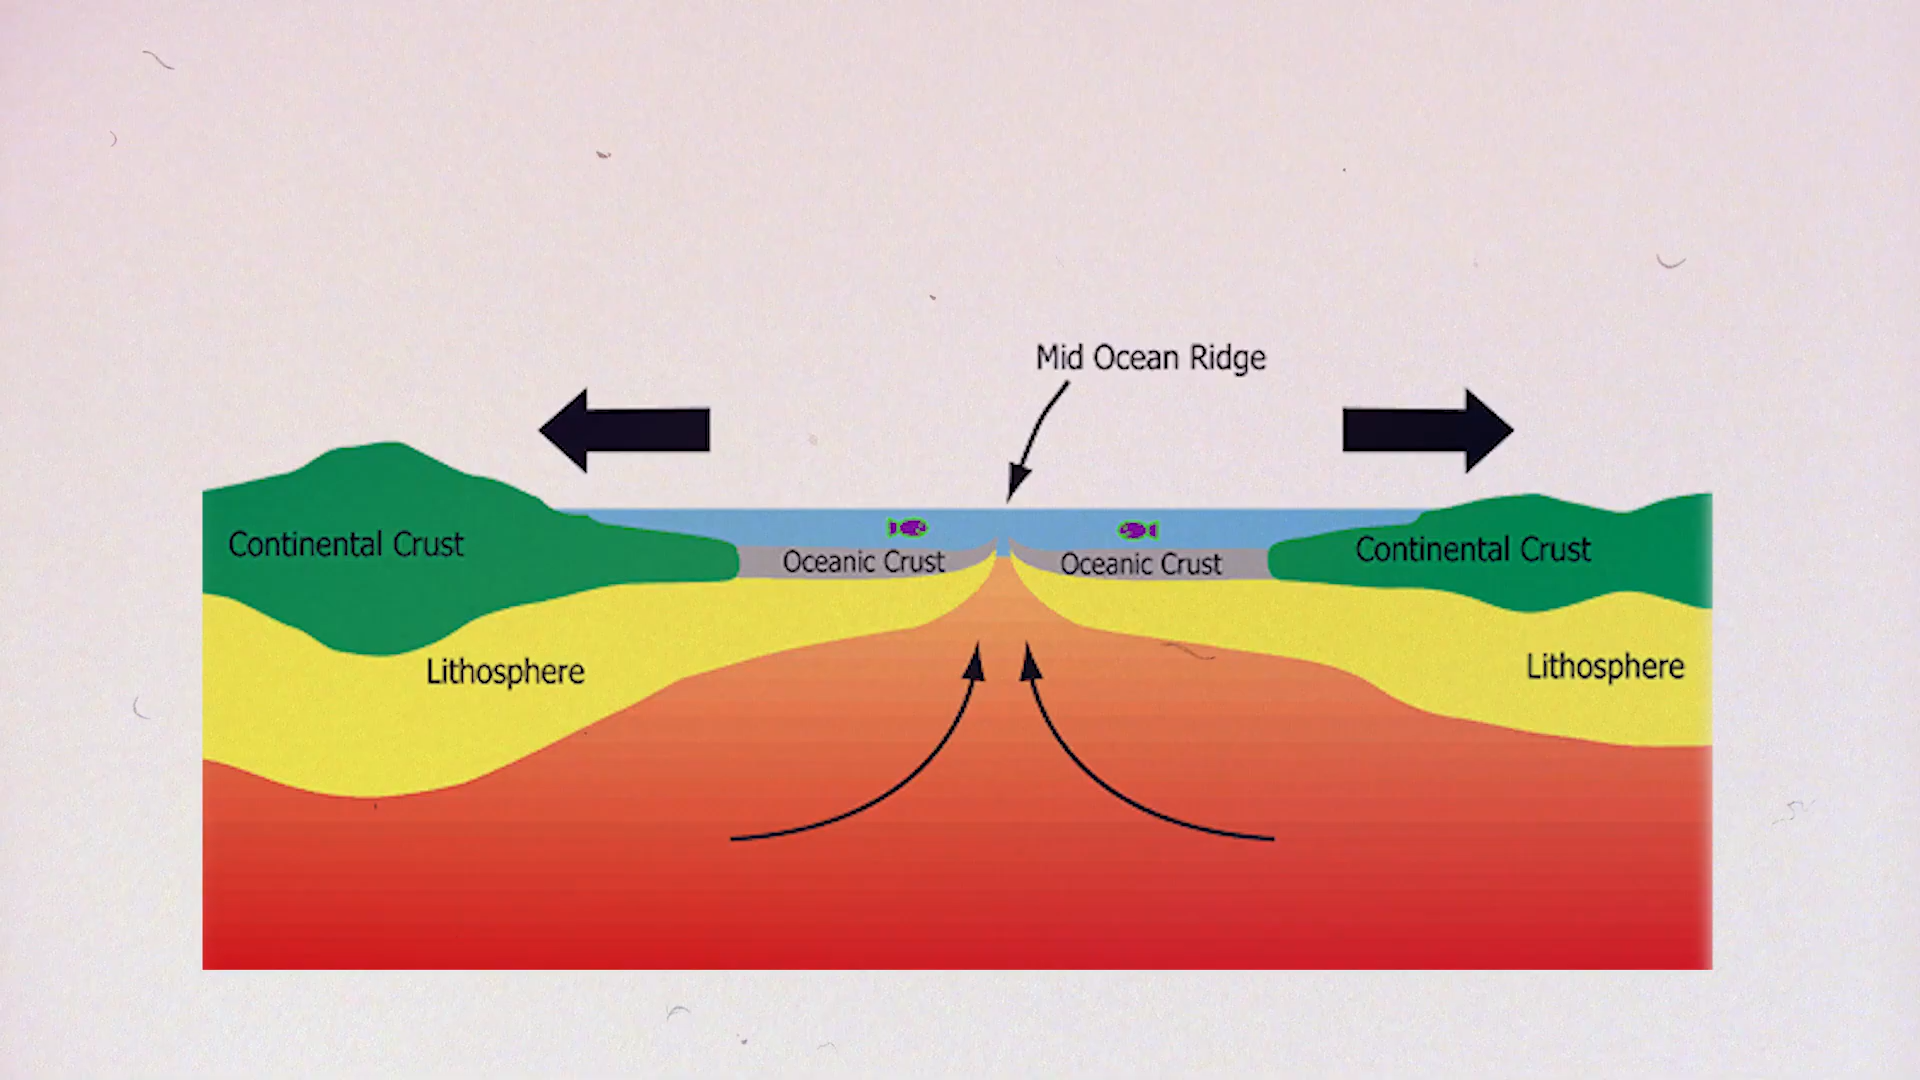 Mid Ocean Ridge
Continental Crust
Oceanic Crust
Oceanic Crust
Continental Crust
Lithosphere
Lithosphere